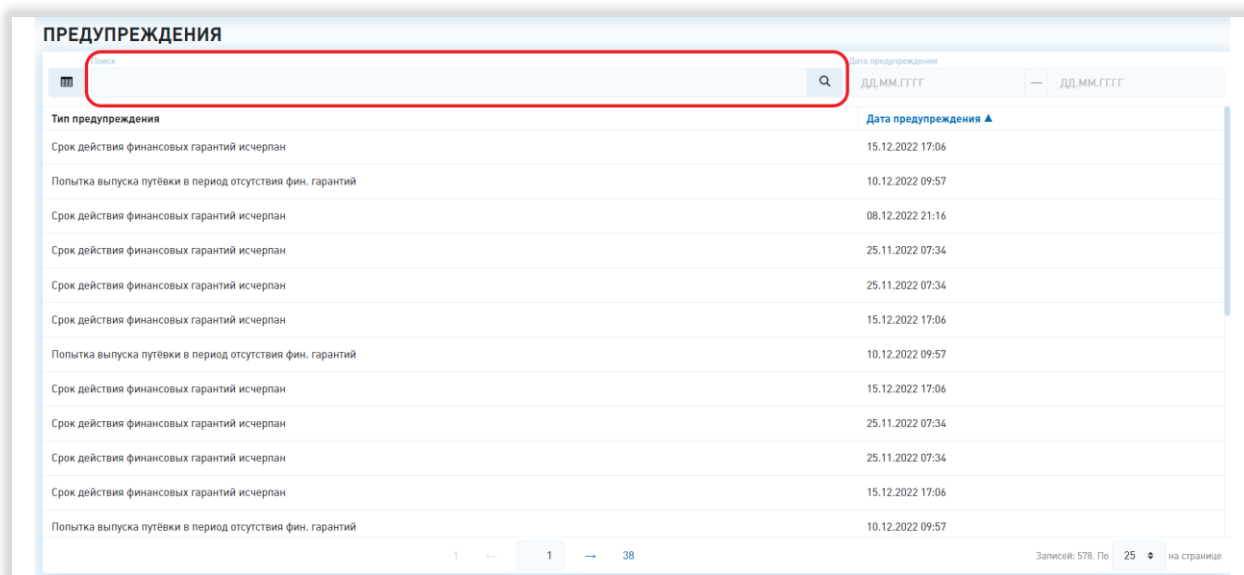 ПРЕДУПРЕЖДЕНИЯ
Поиск
Дата предупреждения
ДД.ММ.ГГГГ — ДД.ММ.ГГГГ
Тип предупреждения Дата предупреждения ▲
Срок действия финансовых гарантий исчерпан 15.12.2022 17:06
Попытка выпуска путёвки в период отсутствия фин. гарантий 10.12.2022 09:57
Срок действия финансовых гарантий исчерпан 08.12.2022 21:16
Срок действия финансовых гарантий исчерпан 25.11.2022 07:34
Срок действия финансовых гарантий исчерпан 25.11.2022 07:34
Срок действия финансовых гарантий исчерпан 15.12.2022 17:06
Попытка выпуска путёвки в период отсутствия фин. гарантий 10.12.2022 09:57
Срок действия финансовых гарантий исчерпан 15.12.2022 17:06
Срок действия финансовых гарантий исчерпан 25.11.2022 07:34
Срок действия финансовых гарантий исчерпан 25.11.2022 07:34
Срок действия финансовых гарантий исчерпан 15.12.2022 17:06
Попытка выпуска путёвки в период отсутствия фин. гарантий 10.12.2022 09:57
1 ← 1 → 38 Записей: 578. По 25 на странице